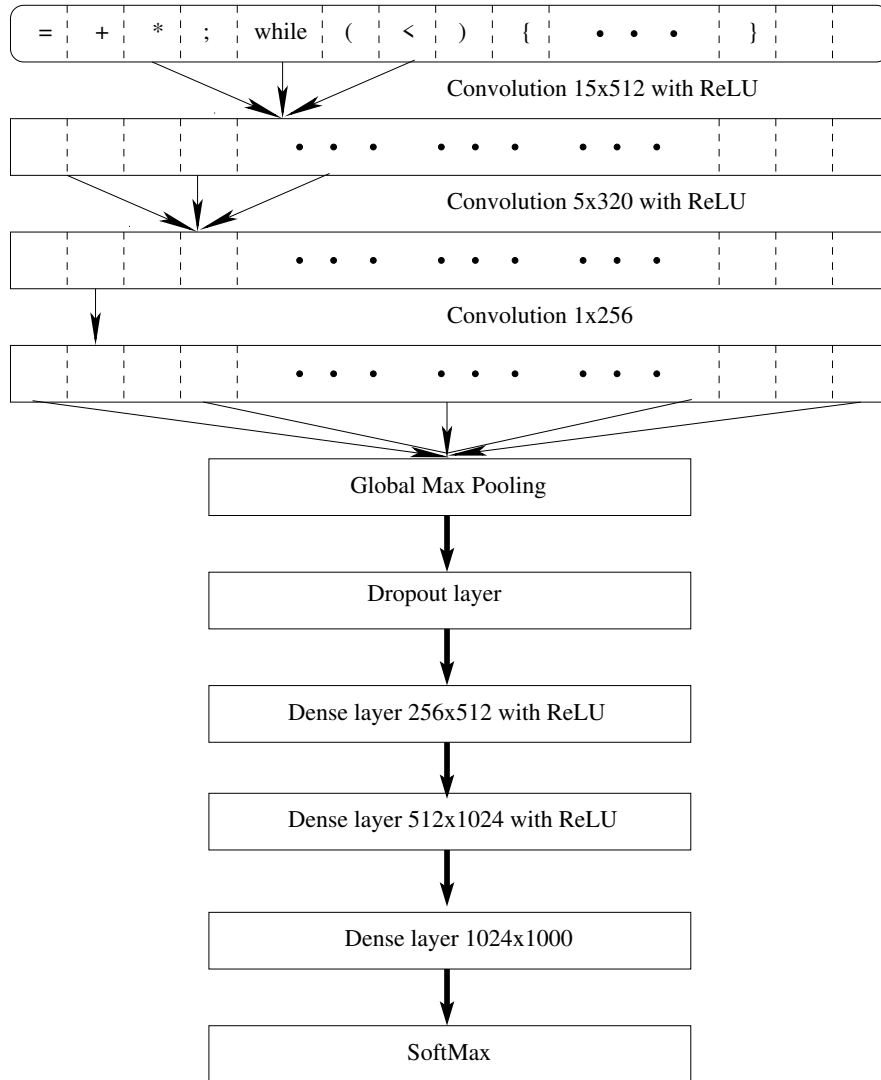 = + * ; while ( < ) { • • • }
Convolution 15x512 with ReLU
• • • • • • • • •
Convolution 5x320 with ReLU
• • • • • • • • •
Convolution 1x256
• • • • • • • • •
Global Max Pooling
Dropout layer
Dense layer 256x512 with ReLU
Dense layer 512x1024 with ReLU
Dense layer 1024x1000
SoftMax